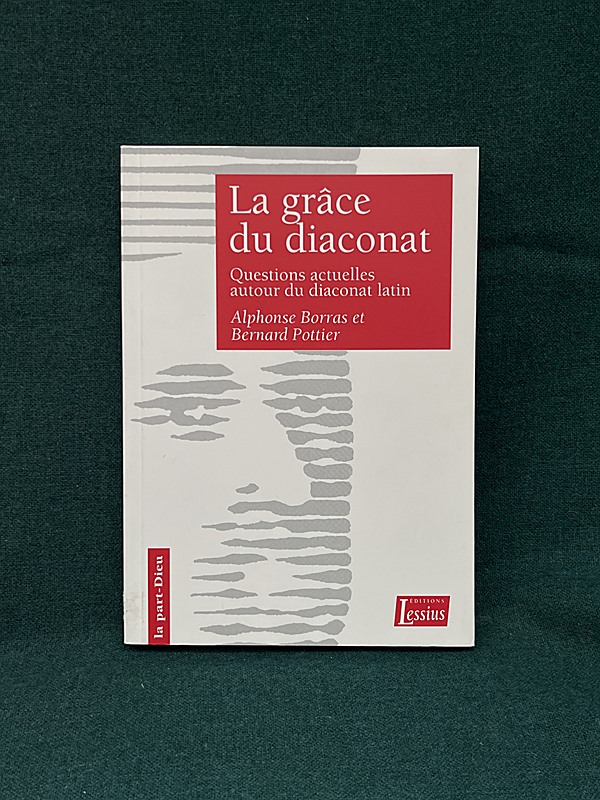 La grâce
du diaconat
Questions actuelles
autour du diaconat latin
Alphonse Borras et
Bernard Pottier
la part-Dieu
ÉDITIONS
Lessius